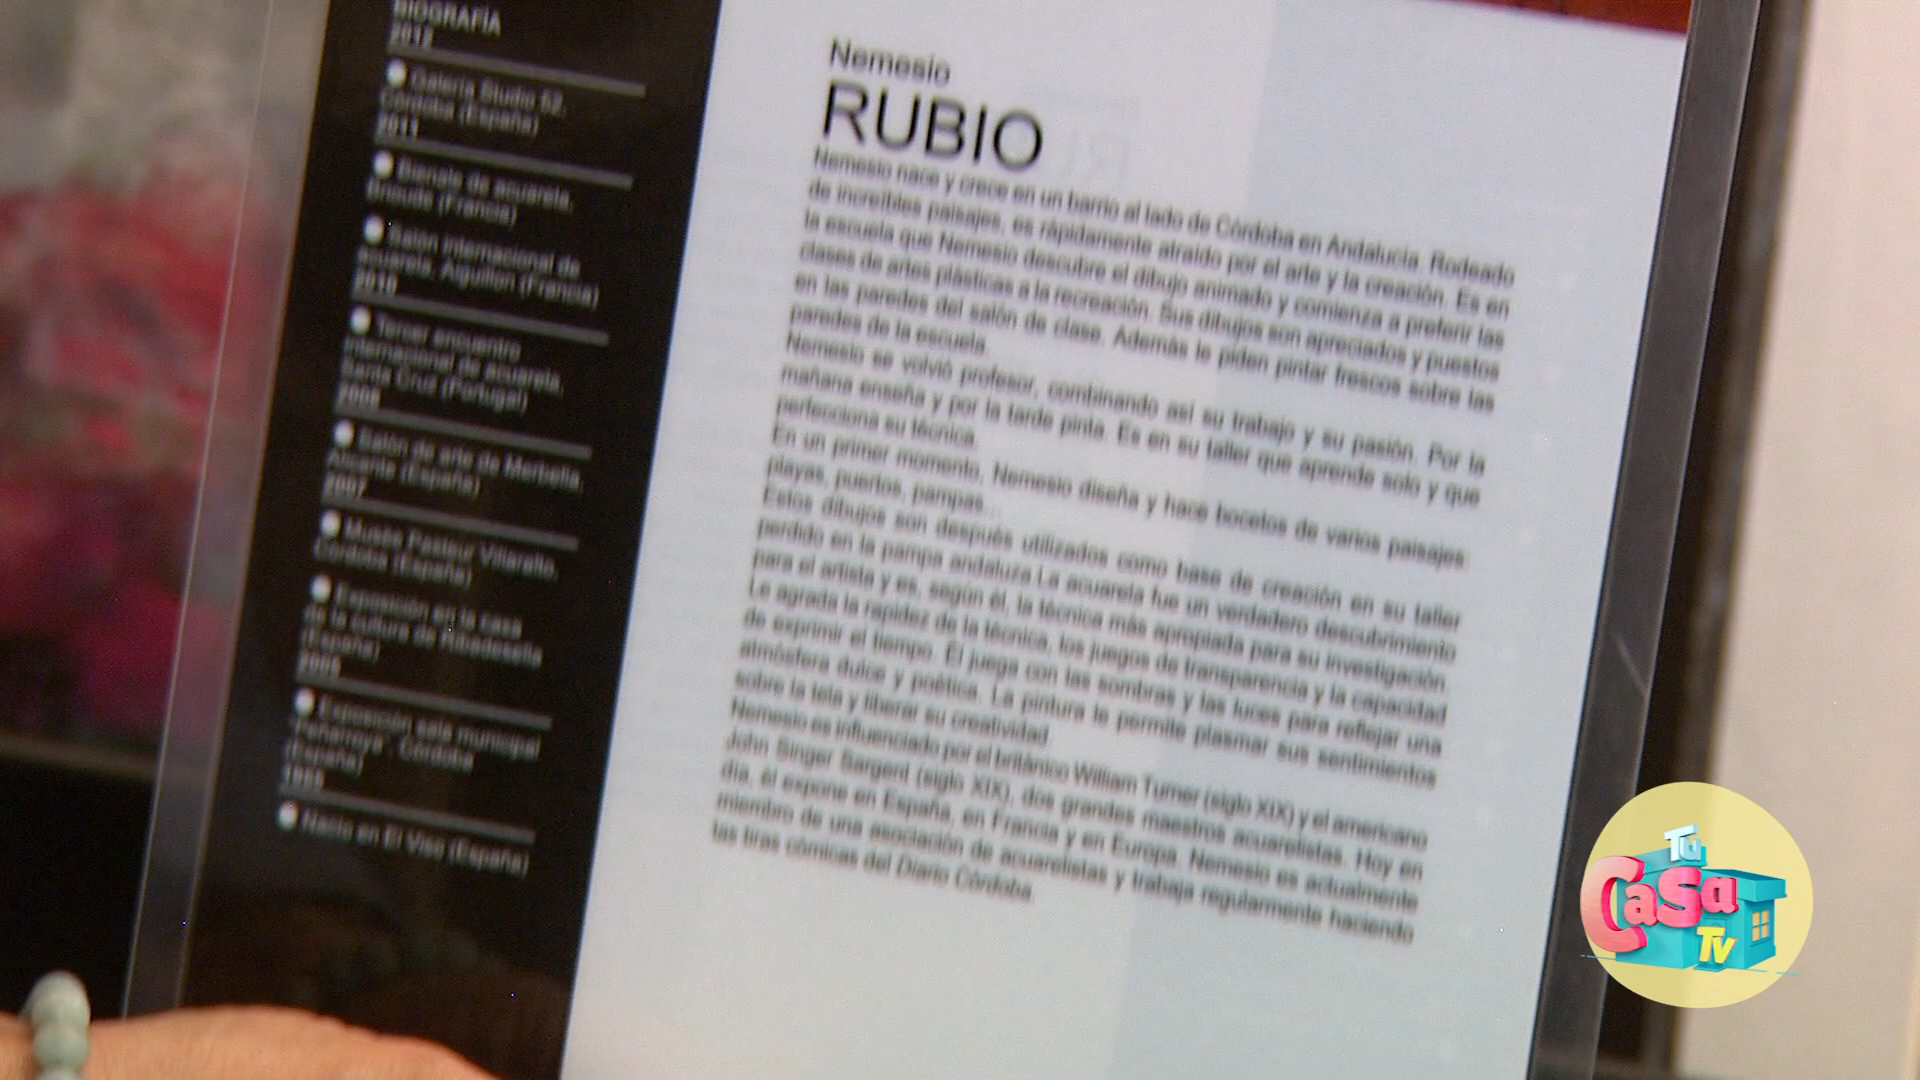 BIOGRAFÍA
2012
Galería Studio 52,
Córdoba (España)
2011
Bienale de acuarela,
(Francia)
Salón internacional de
acuarela, Aiguillon (Francia)
2010
Tercer encuentro
internacional de acuarela,
Santa Cruz (Portugal)
Salón de arte de Marbella,
(España)
2007
Museo Pasteur
Córdoba (España)
Exposición en la casa
De la cultura de Ribadesella
(España)
Exposición sala municipal
- Córdoba
(España)
Nacio en El Viso (España)
Nemesio
RUBIO
Nemesio nace y crece en un barrio al lado de Córdoba en Andalucía. Rodeado
de increíbles paisajes, es rápidamente atraído por el arte y la creación. Es en
la escuela que Nemesio descubre el dibujo animado y comienza a preferir las
clases de artes plásticas a la recreación. Sus dibujos son apreciados y puestos
en las paredes del salón de clase. Además le piden pintar frescos sobre las
paredes de la escuela.
Nemesio se volvió profesor, combinando así su trabajo y su pasión. Por la
mañana enseña y por la tarde pinta. Es en su taller que aprende solo y que
perfecciona su técnica.
En un primer momento, Nemesio diseña y hace bocetos de varios paisajes:
playas, puertos, pampas...
Estos dibujos son después utilizados como base de creación en su taller
perdido en la pampa andaluza La acuarela fue un verdadero descubrimiento
para el artista y es, según él, la técnica más apropiada para su investigación.
Le agrada la rapidez de la técnica, los juegos de transparencia y la capacidad
de exprimir el tiempo. El juega con las sombras y las luces para reflejar una
atmósfera dulce y poética. La pintura le permite plasmar sus sentimientos
sobre la tela y liberar su creatividad.
Nemesio es influenciado por el británico William Turner (siglo XIX) y el americano
John Singer Sargent (siglo XIX), dos grandes maestros acuarelistas. Hoy en
día, él expone en España, en Francia y en Europa. Nemesio es actualmente
miembro de una asociación de acuarelistas y trabaja regularmente haciendo
las tiras cómicas del Diario Córdoba.
TU
CaSa
TV